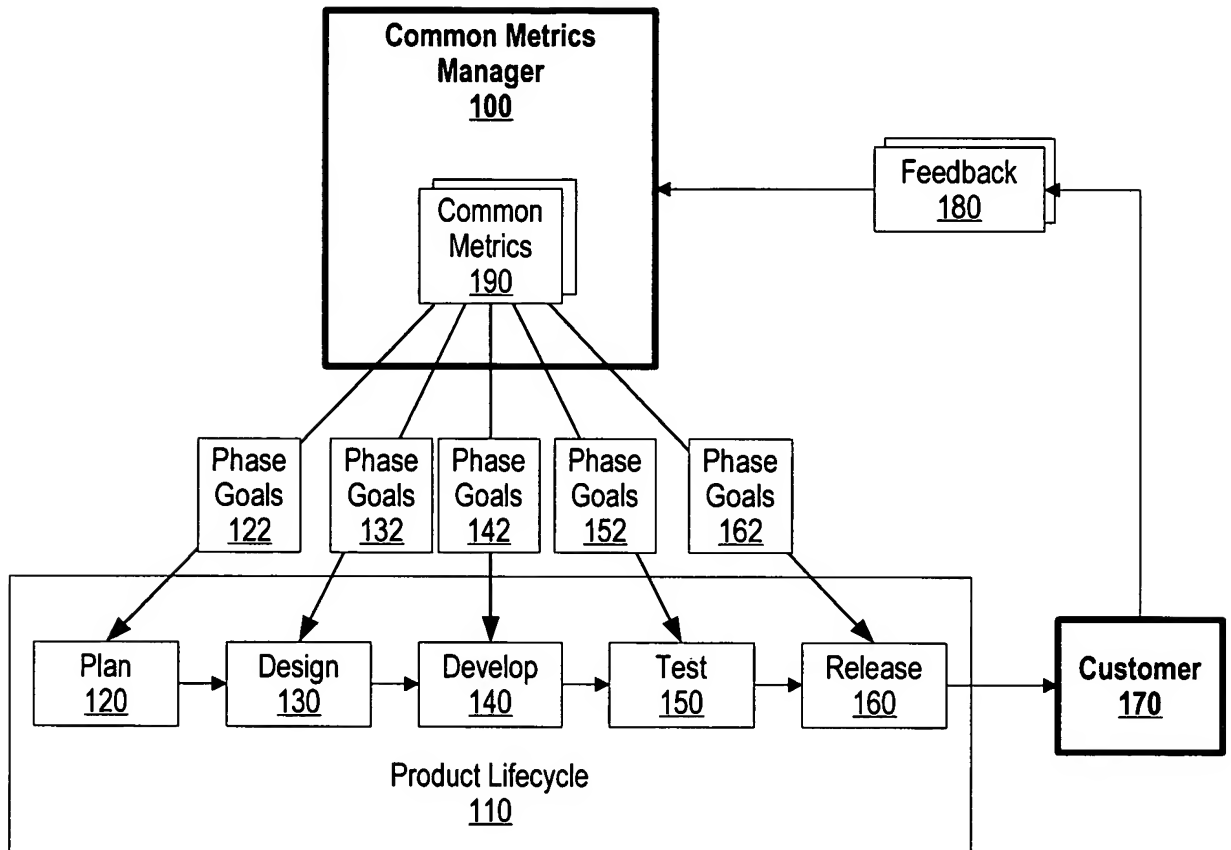 Common Metrics
Manager
100
Common
Metrics
190
Feedback
180
Phase
Goals
122
Phase
Goals
132
Phase
Goals
142
Phase
Goals
152
Phase
Goals
162
Plan
120
Design
130
Develop
140
Test
150
Release
160
Customer
170
Product Lifecycle
110